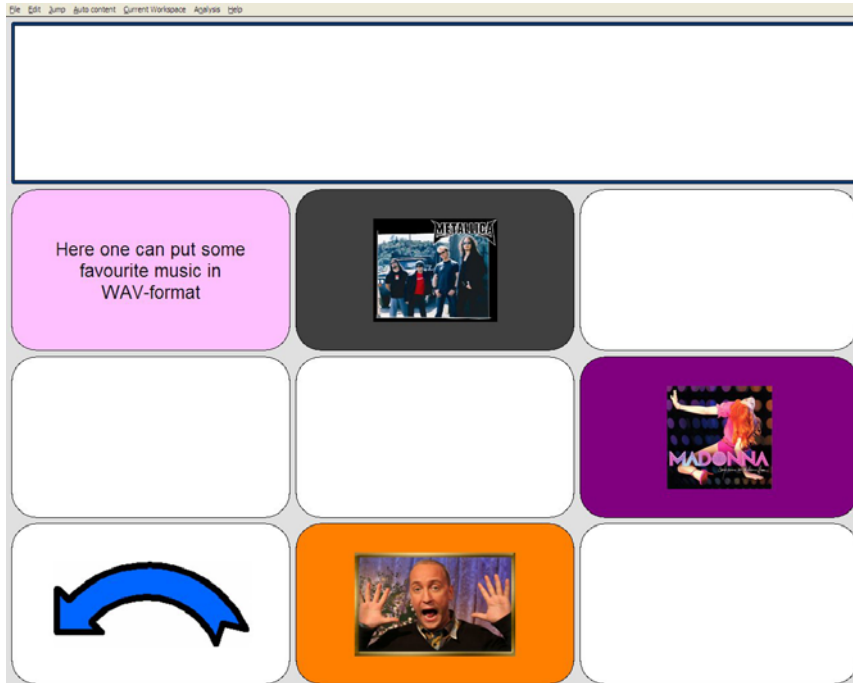 File Edit Jump Auto content Current Workspace Analysis Help
Here one can put some
favourite music in
WAV-format
METALLICA
MADONNA